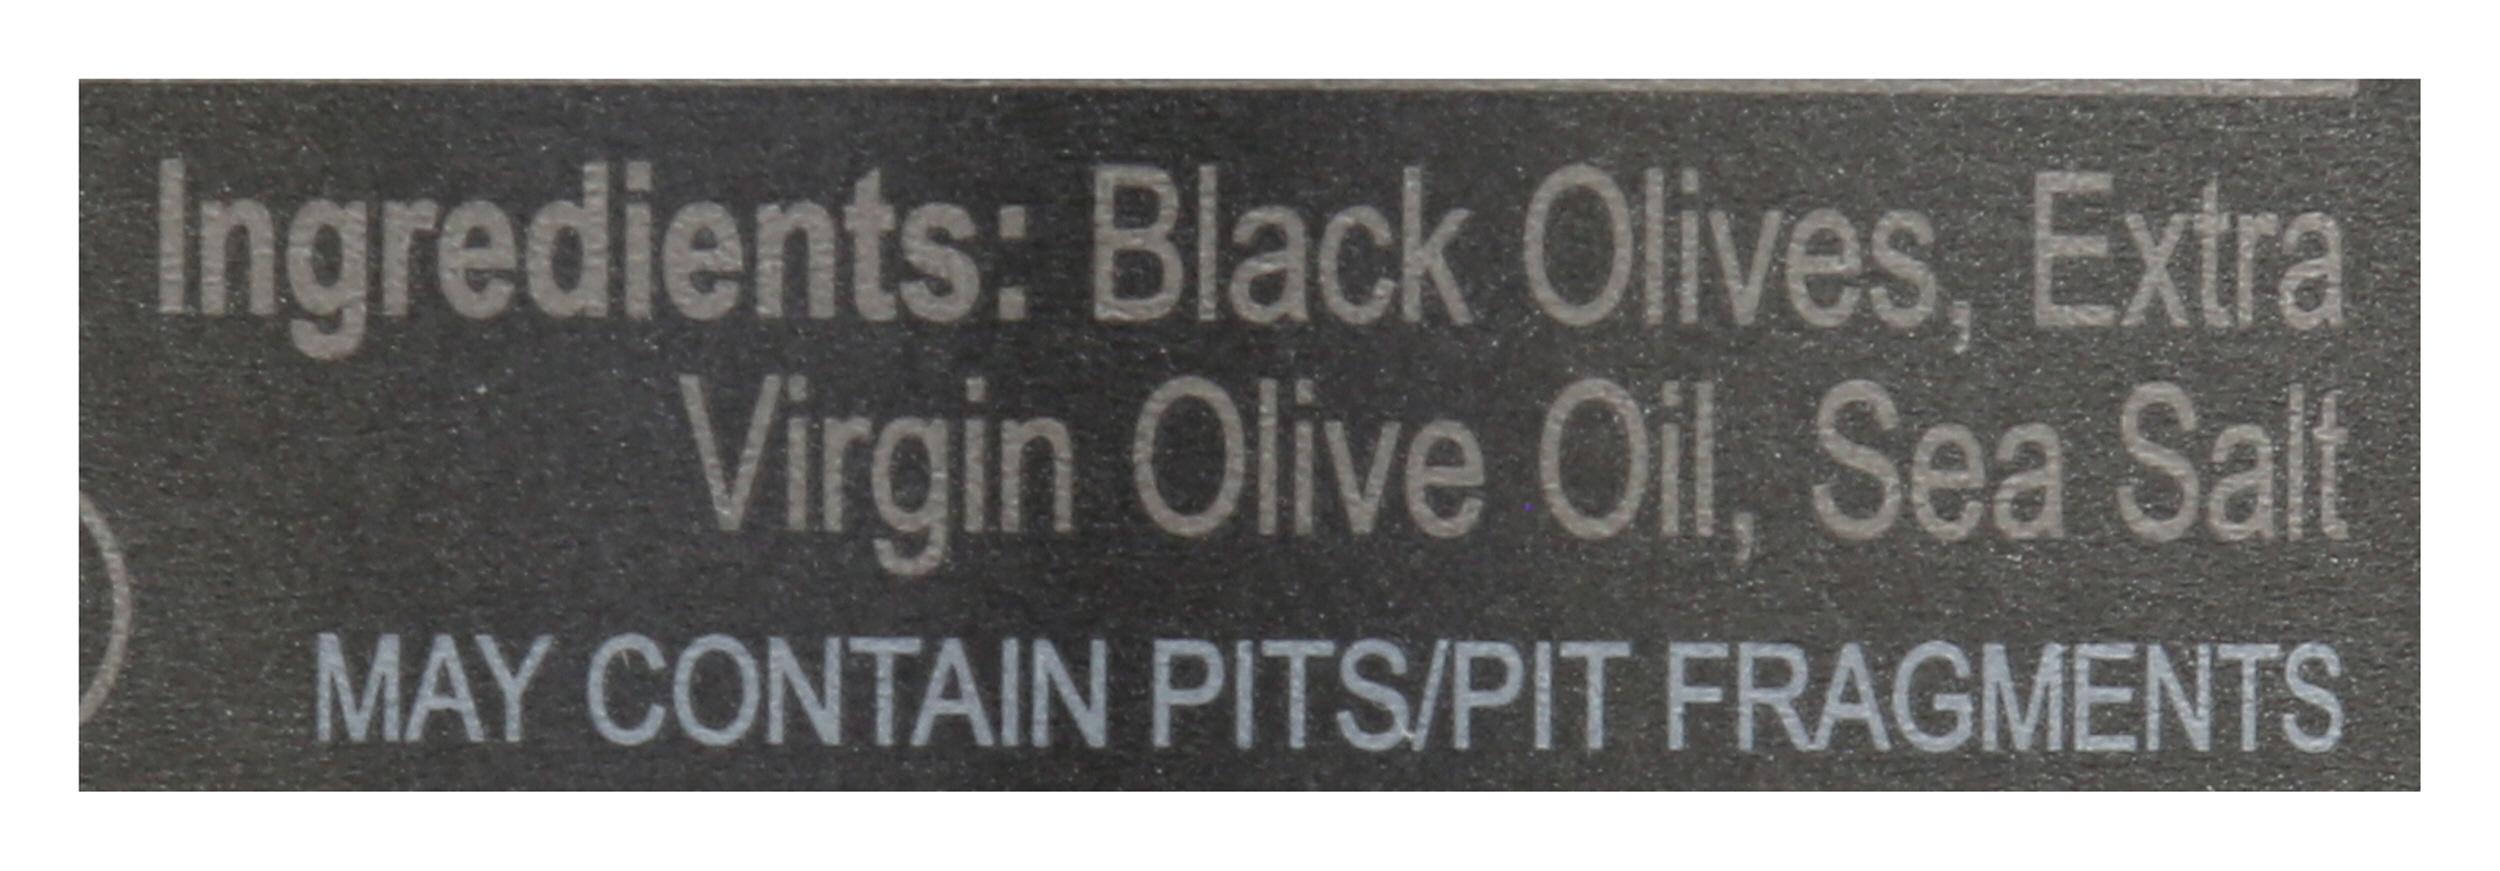 Ingredients: Black Olives, Extra
Virgin Olive Oil, Sea Salt
MAY CONTAIN PITS/PIT FRAGMENTS